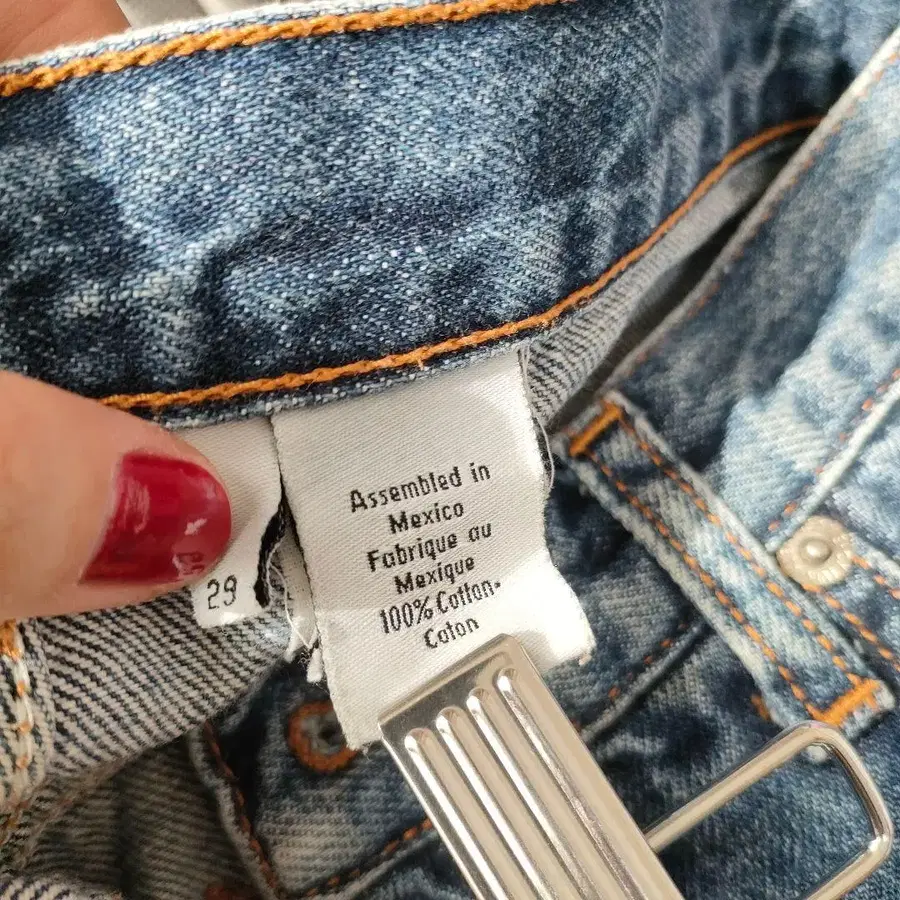 Assembled in
Mexico
Fabrique au
Mexique
100% Cotton-
Coton
29